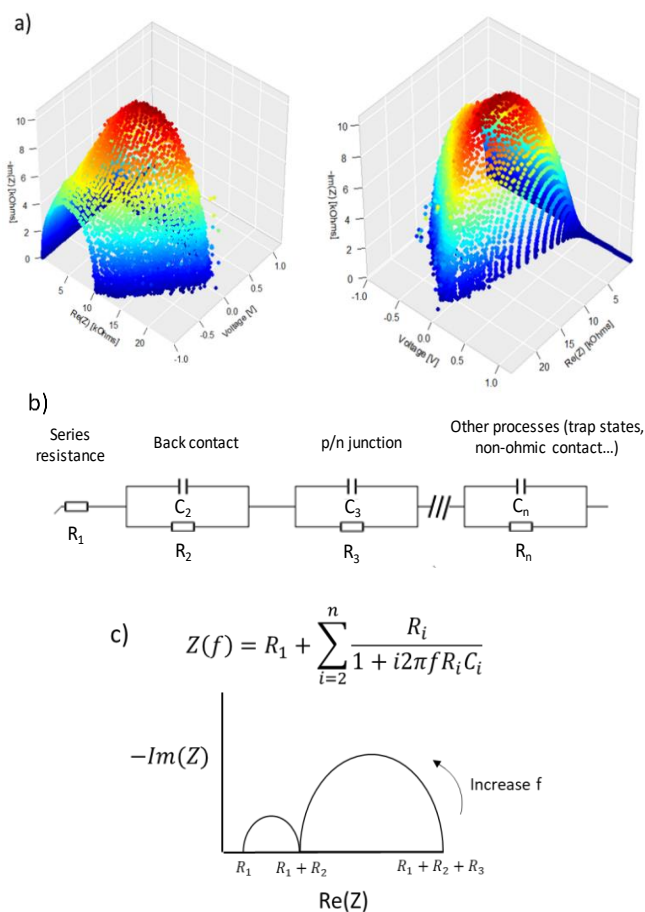 a)
10
8
6
4
2
0
-Im(Z) [kOhms]
5
10
15
20
Re(Z) [kOhms]
-1.0
-0.5
0.0
0.5
1.0
Voltage [V]
10
8
6
4
2
0
-Im(Z) [kOhms]
-1.0
-0.5
0.0
0.5
1.0
Voltage [V]
20
15
10
5
Re(Z) [kOhms]
b)
Series resistance
Back contact
p/n junction
Other processes (trap states,
non-ohmic contact...)
R₁
C₂
R₂
C₃
R₃
Cₙ
Rₙ
c)
Z(f) = R₁ + ∑ⁿᵢ₌₂ Rᵢ / (1 + i2πfRᵢCᵢ)
−Im(Z)
Increase f
R₁
R₁ + R₂
R₁ + R₂ + R₃
Re(Z)